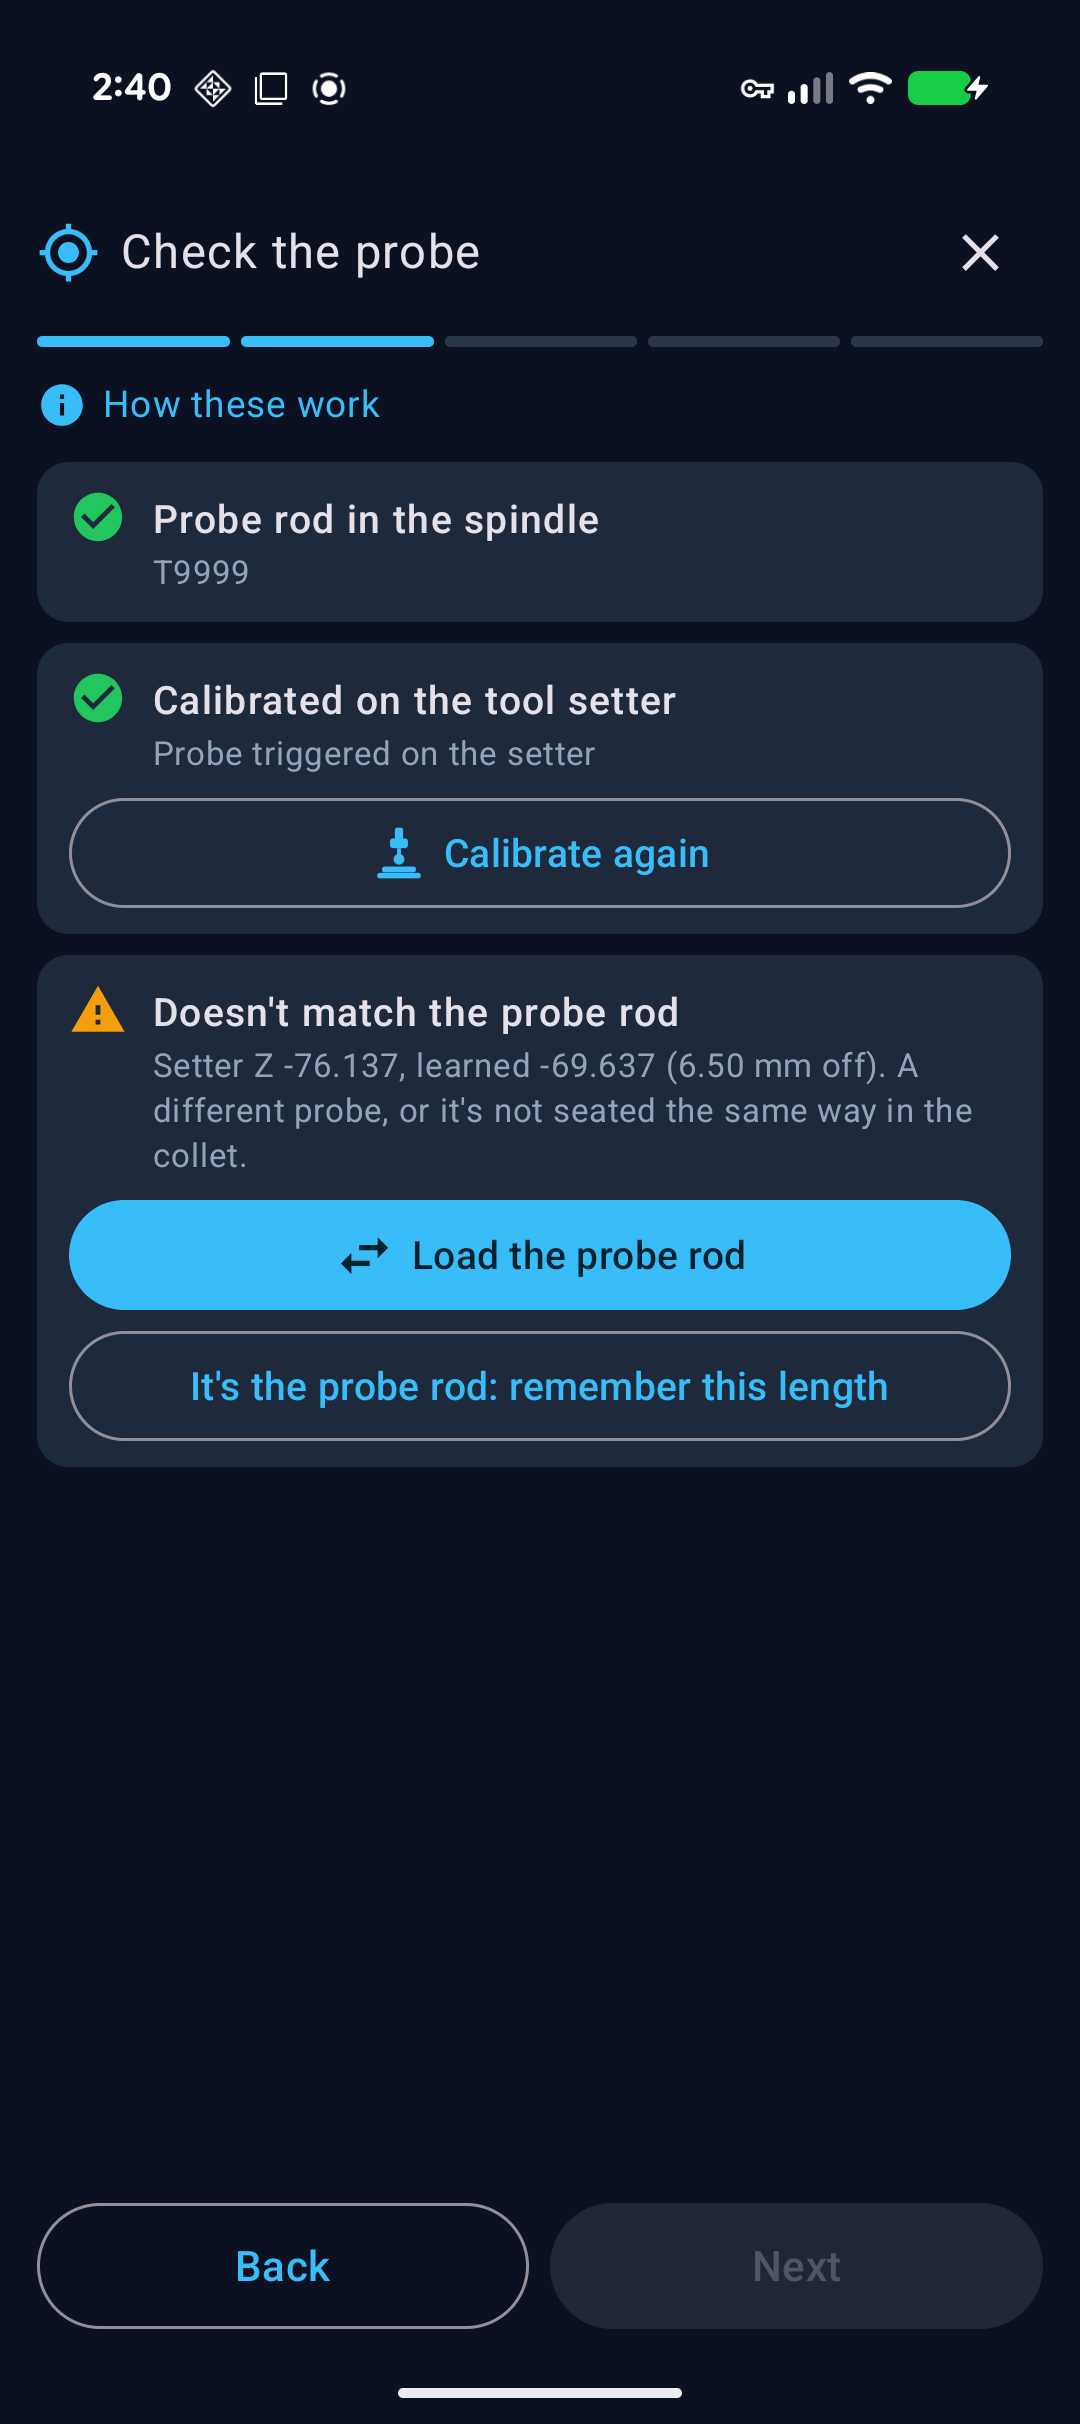 2:40
Check the probe
How these work
Probe rod in the spindle
T9999
Calibrated on the tool setter
Probe triggered on the setter
Calibrate again
Doesn't match the probe rod
Setter Z -76.137, learned -69.637 (6.50 mm off). A
different probe, or it's not seated the same way in the
collet.
Load the probe rod
It's the probe rod: remember this length
Back
Next